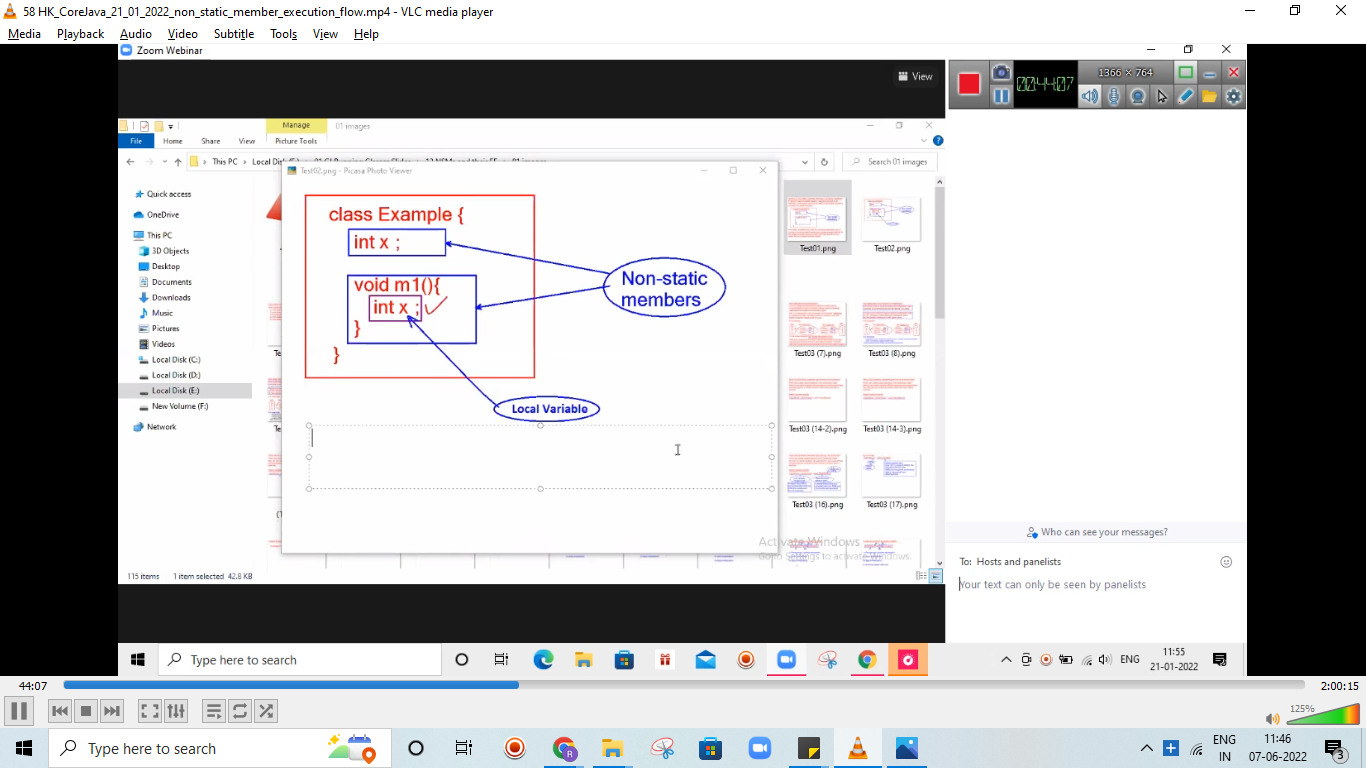 58 HK_CoreJava_21_01_2022_non_static_member_execution_flow.mp4 - VLC media player
Media Playback Audio Video Subtitle Tools View Help
Zoom Webinar
View
00:44:07
1366 × 764
Manage
01 images
File Home Share View Picture Tools
This PC
Search 01 images
Test02.png - Picasa Photo Viewer
Quick access
OneDrive
This PC
3D Objects
Desktop
Documents
Downloads
Music
Pictures
Videos
Local Disk (C:)
Local Disk (D:)
Local Disk (E:)
New Volume (F:)
Network
class Example {
int x ;
void m1(){
int x ;
}
}
Non-static
members
Local Variable
Test01.png
Test02.png
Test03 (7).png
Test03 (8).png
Test03 (14-2).png
Test03 (14-3).png
Test03 (16).png
Test03 (17).png
Activate Windows
Go to Settings to activate Windows.
115 items 1 item selected 42.8 KB
Who can see your messages?
To: Hosts and panelists
Your text can only be seen by panelists
Type here to search
ENG
11:55
21-01-2022
44:07
2:00:15
125%
Type here to search
ENG
IN
11:46
07-06-2022
3